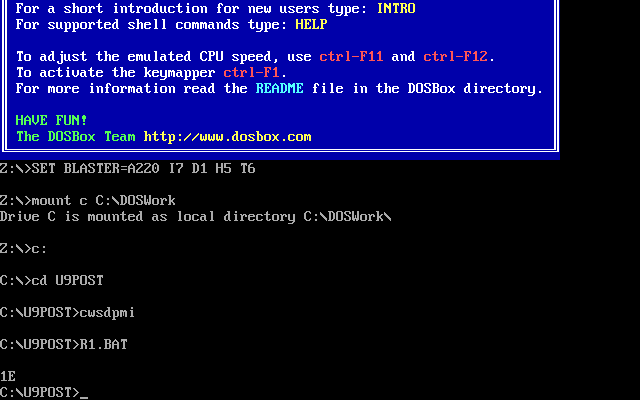 For a short introduction for new users type: INTRO
For supported shell commands type: HELP
To adjust the emulated CPU speed, use ctrl-F11 and ctrl-F12.
To activate the keymapper ctrl-F1.
For more information read the README file in the DOSBox directory.
HAVE FUN!
The DOSBox Team http://www.dosbox.com
Z:\>SET BLASTER=A220 I7 D1 H5 T6
Z:\>mount c C:\DOSWork
Drive C is mounted as local directory C:\DOSWork\
Z:\>c:
C:\>cd U9POST
C:\U9POST>cwsdpmi
C:\U9POST>R1.BAT
1E
C:\U9POST>_